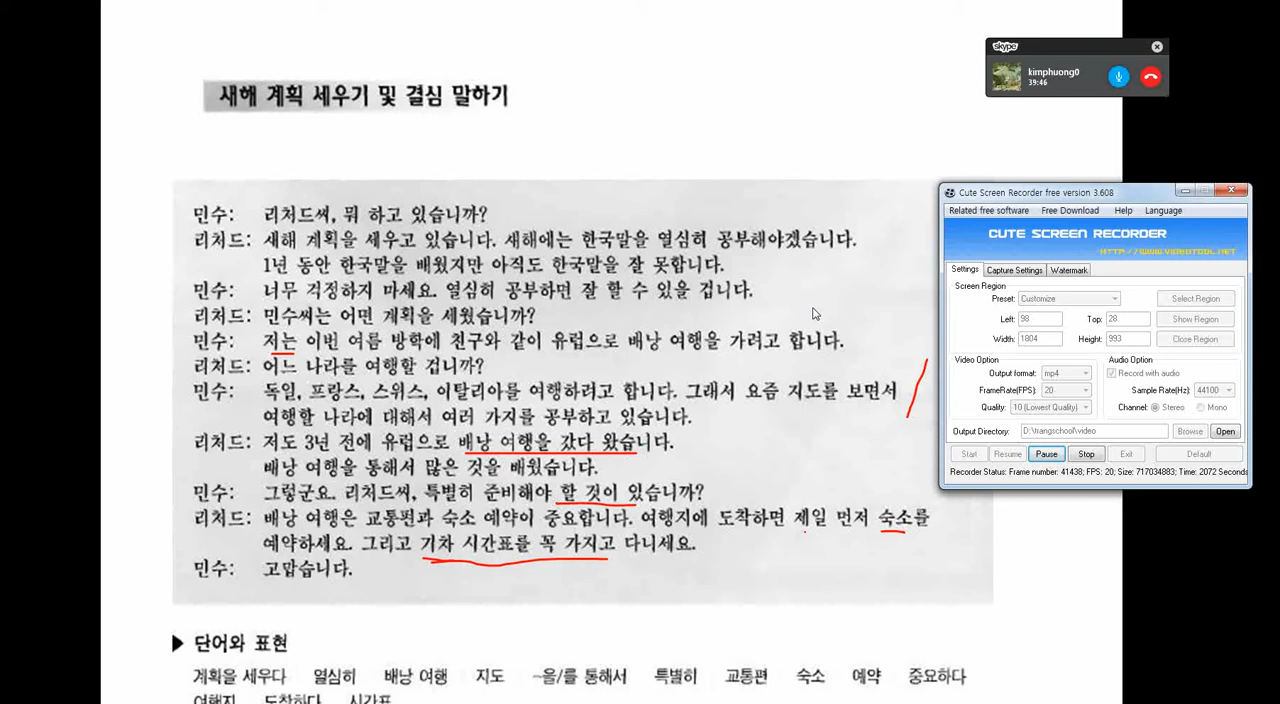 새해 계획 세우기 및 결심 말하기
민수: 리처드씨, 뭐 하고 있습니까?
리처드: 새해 계획을 세우고 있습니다. 새해에는 한국말을 열심히 공부해야겠습니다.
1년 동안 한국말을 배웠지만 아직도 한국말을 잘 못합니다.
민수: 너무 걱정하지 마세요. 열심히 공부하면 잘 할 수 있을 겁니다.
리처드: 민수씨는 어떤 계획을 세웠습니까?
민수: 저는 이번 여름 방학에 친구와 같이 유럽으로 배낭 여행을 가려고 합니다.
리처드: 어느 나라를 여행할 겁니까?
민수: 독일, 프랑스, 스위스, 이탈리아를 여행하려고 합니다. 그래서 요즘 지도를 보면서
여행할 나라에 대해서 여러 가지를 공부하고 있습니다.
리처드: 저도 3년 전에 유럽으로 배낭 여행을 갔다 왔습니다.
배낭 여행을 통해서 많은 것을 배웠습니다.
민수: 그렇군요. 리처드씨, 특별히 준비해야 할 것이 있습니까?
리처드: 배낭 여행은 교통편과 숙소 예약이 중요합니다. 여행지에 도착하면 제일 먼저 숙소를
예약하세요. 그리고 기차 시간표를 꼭 가지고 다니세요.
민수: 고맙습니다.
▶ 단어와 표현
계획을 세우다 열심히 배낭 여행 지도 ~을/를 통해서 특별히 교통편 숙소 예약 중요하다
여행지 도착하다 시간표
skype
kimphuong0
39:46
Cute Screen Recorder free version 3.608
Related free software Free Download Help Language
CUTE SCREEN RECORDER
HTTP://WWW.VIDEOTOOL.NET
Settings Capture Settings Watermark
Screen Region
Preset: Customize Select Region
Left: 98 Top: 28 Show Region
Width: 1804 Height: 993 Close Region
Video Option Audio Option
Output format: mp4 Record with audio
FrameRate(FPS): 20 Sample Rate(Hz): 44100
Quality: 10 (Lowest Quality) Channel: Stereo Mono
Output Directory: D:\trangschool\video Browse Open
Start Resume Pause Stop Exit Default
Recorder Status: Frame number: 41438; FPS: 20; Size: 717034883; Time: 2072 Seconds